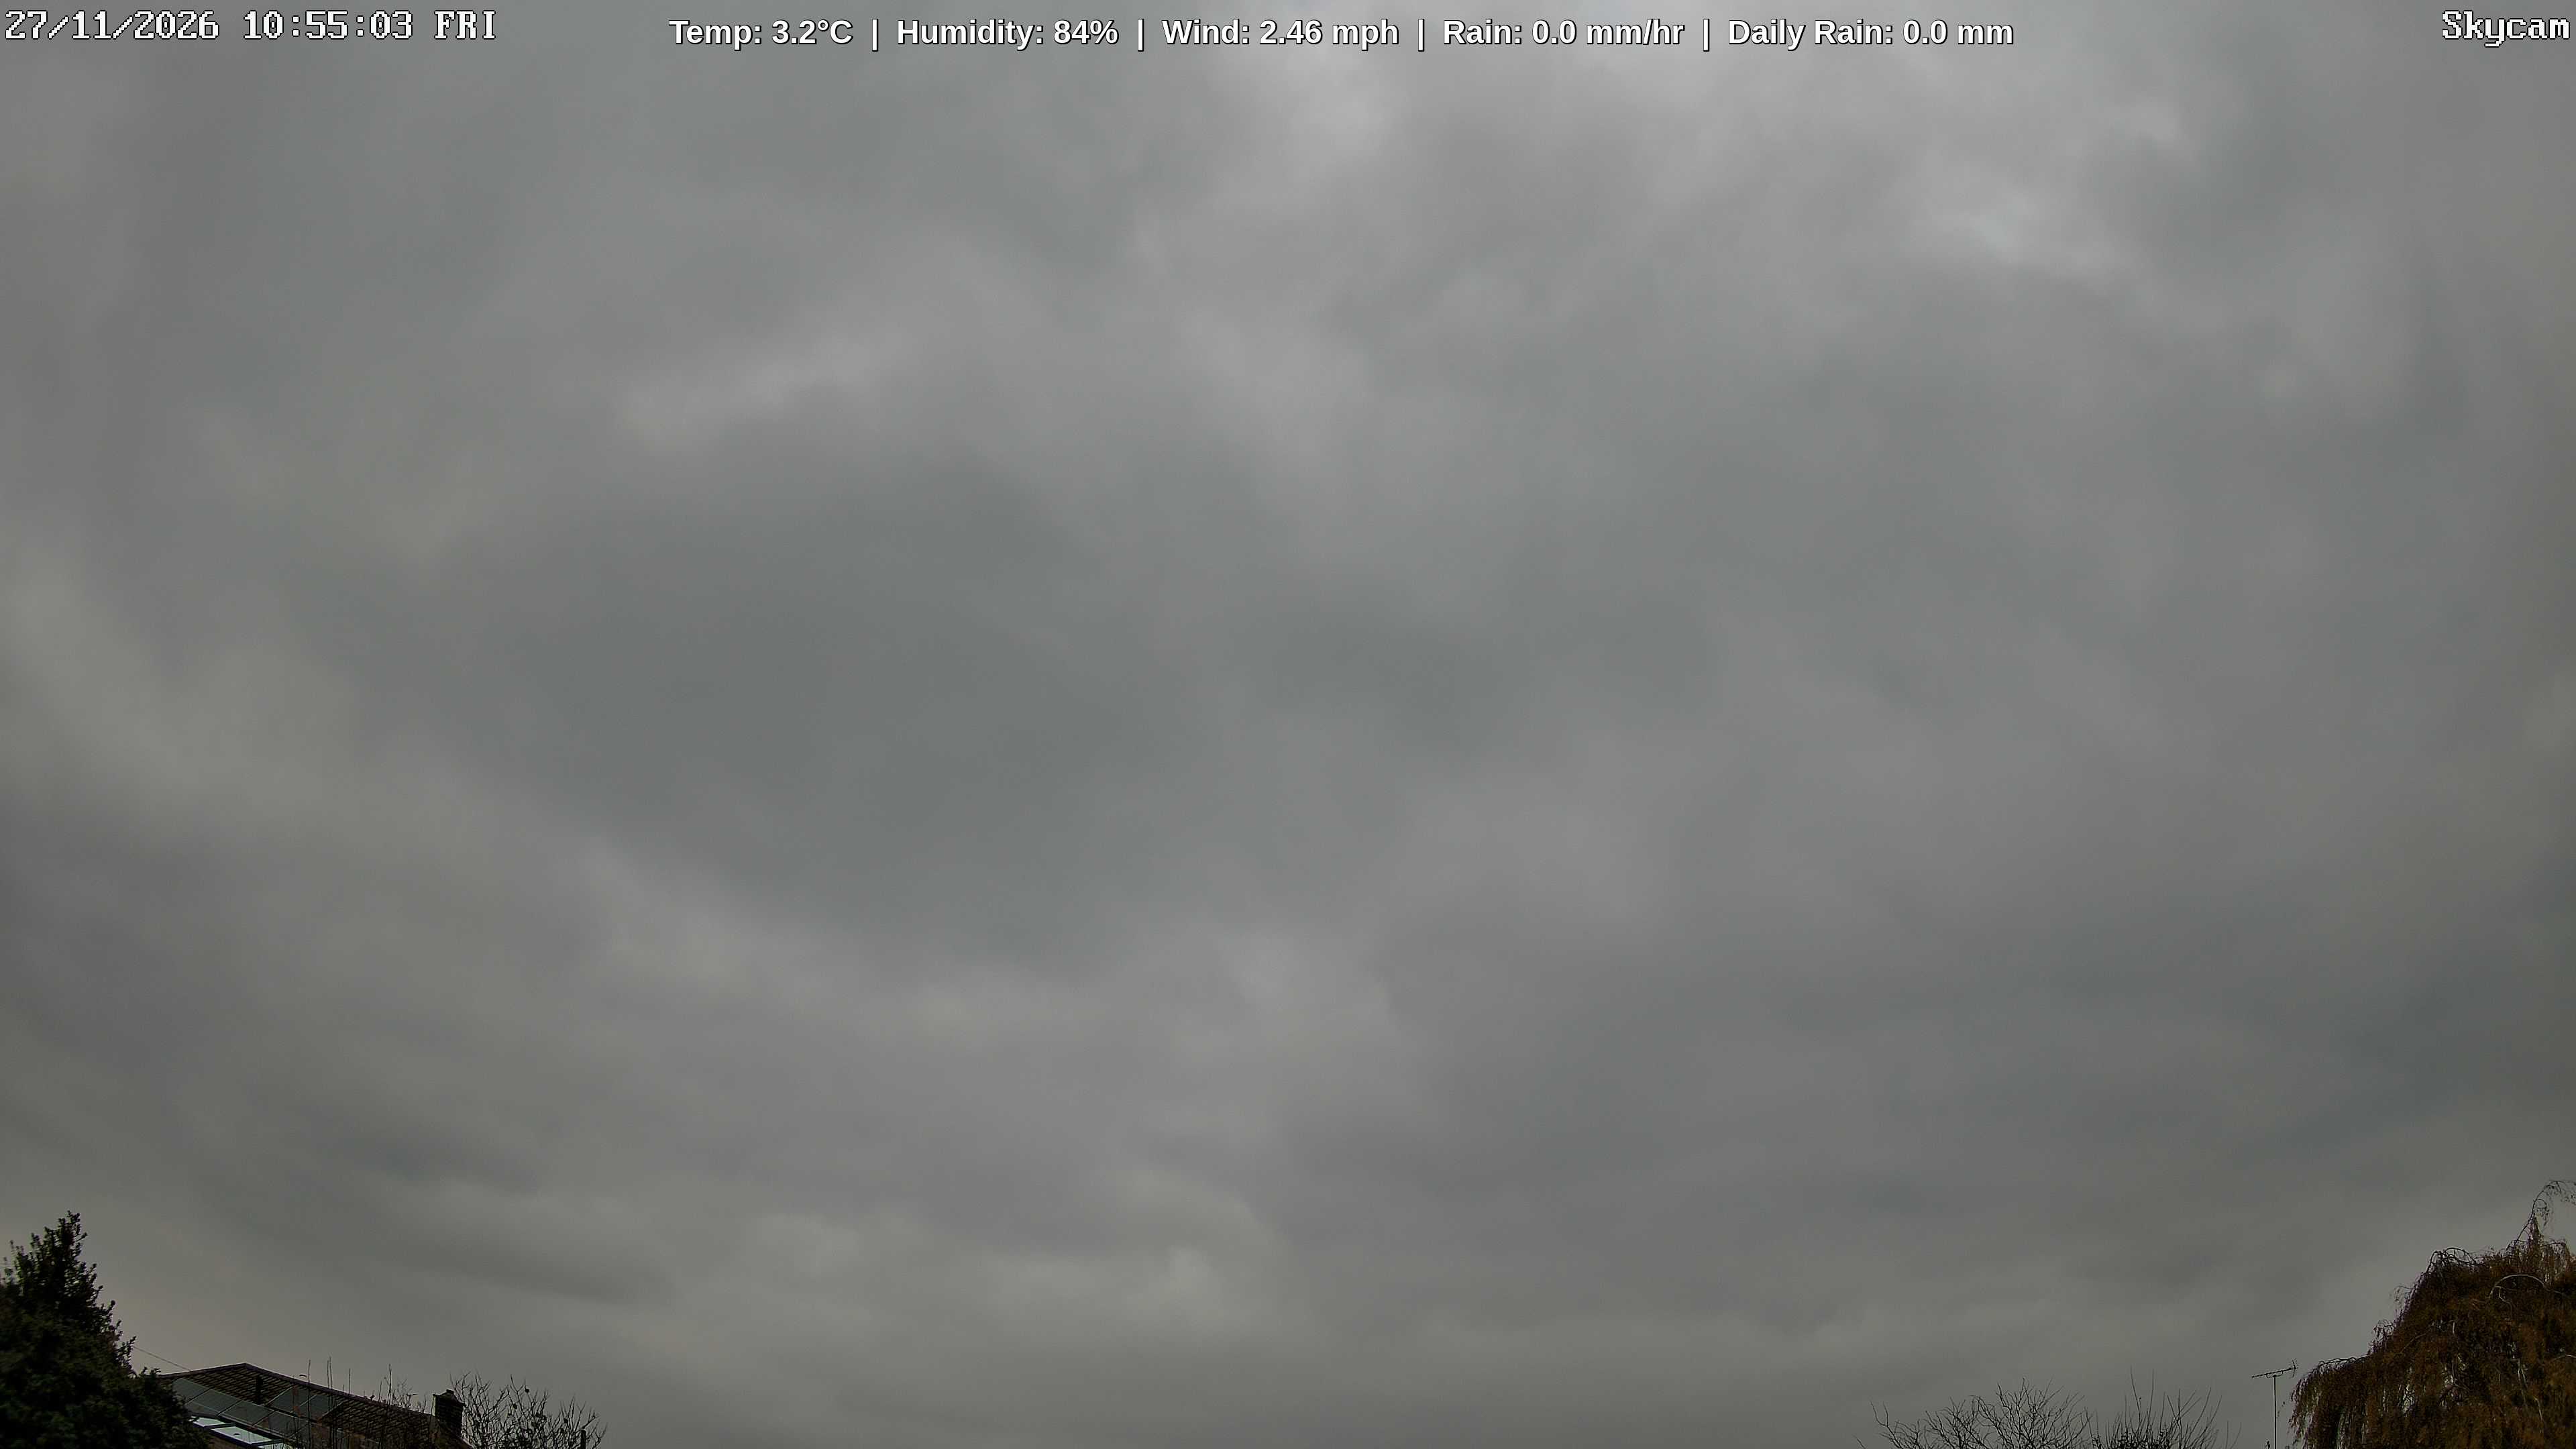 27/11/2026 10:55:03 FRI
Temp: 3.2°C | Humidity: 84% | Wind: 2.46 mph | Rain: 0.0 mm/hr | Daily Rain: 0.0 mm
Skycam